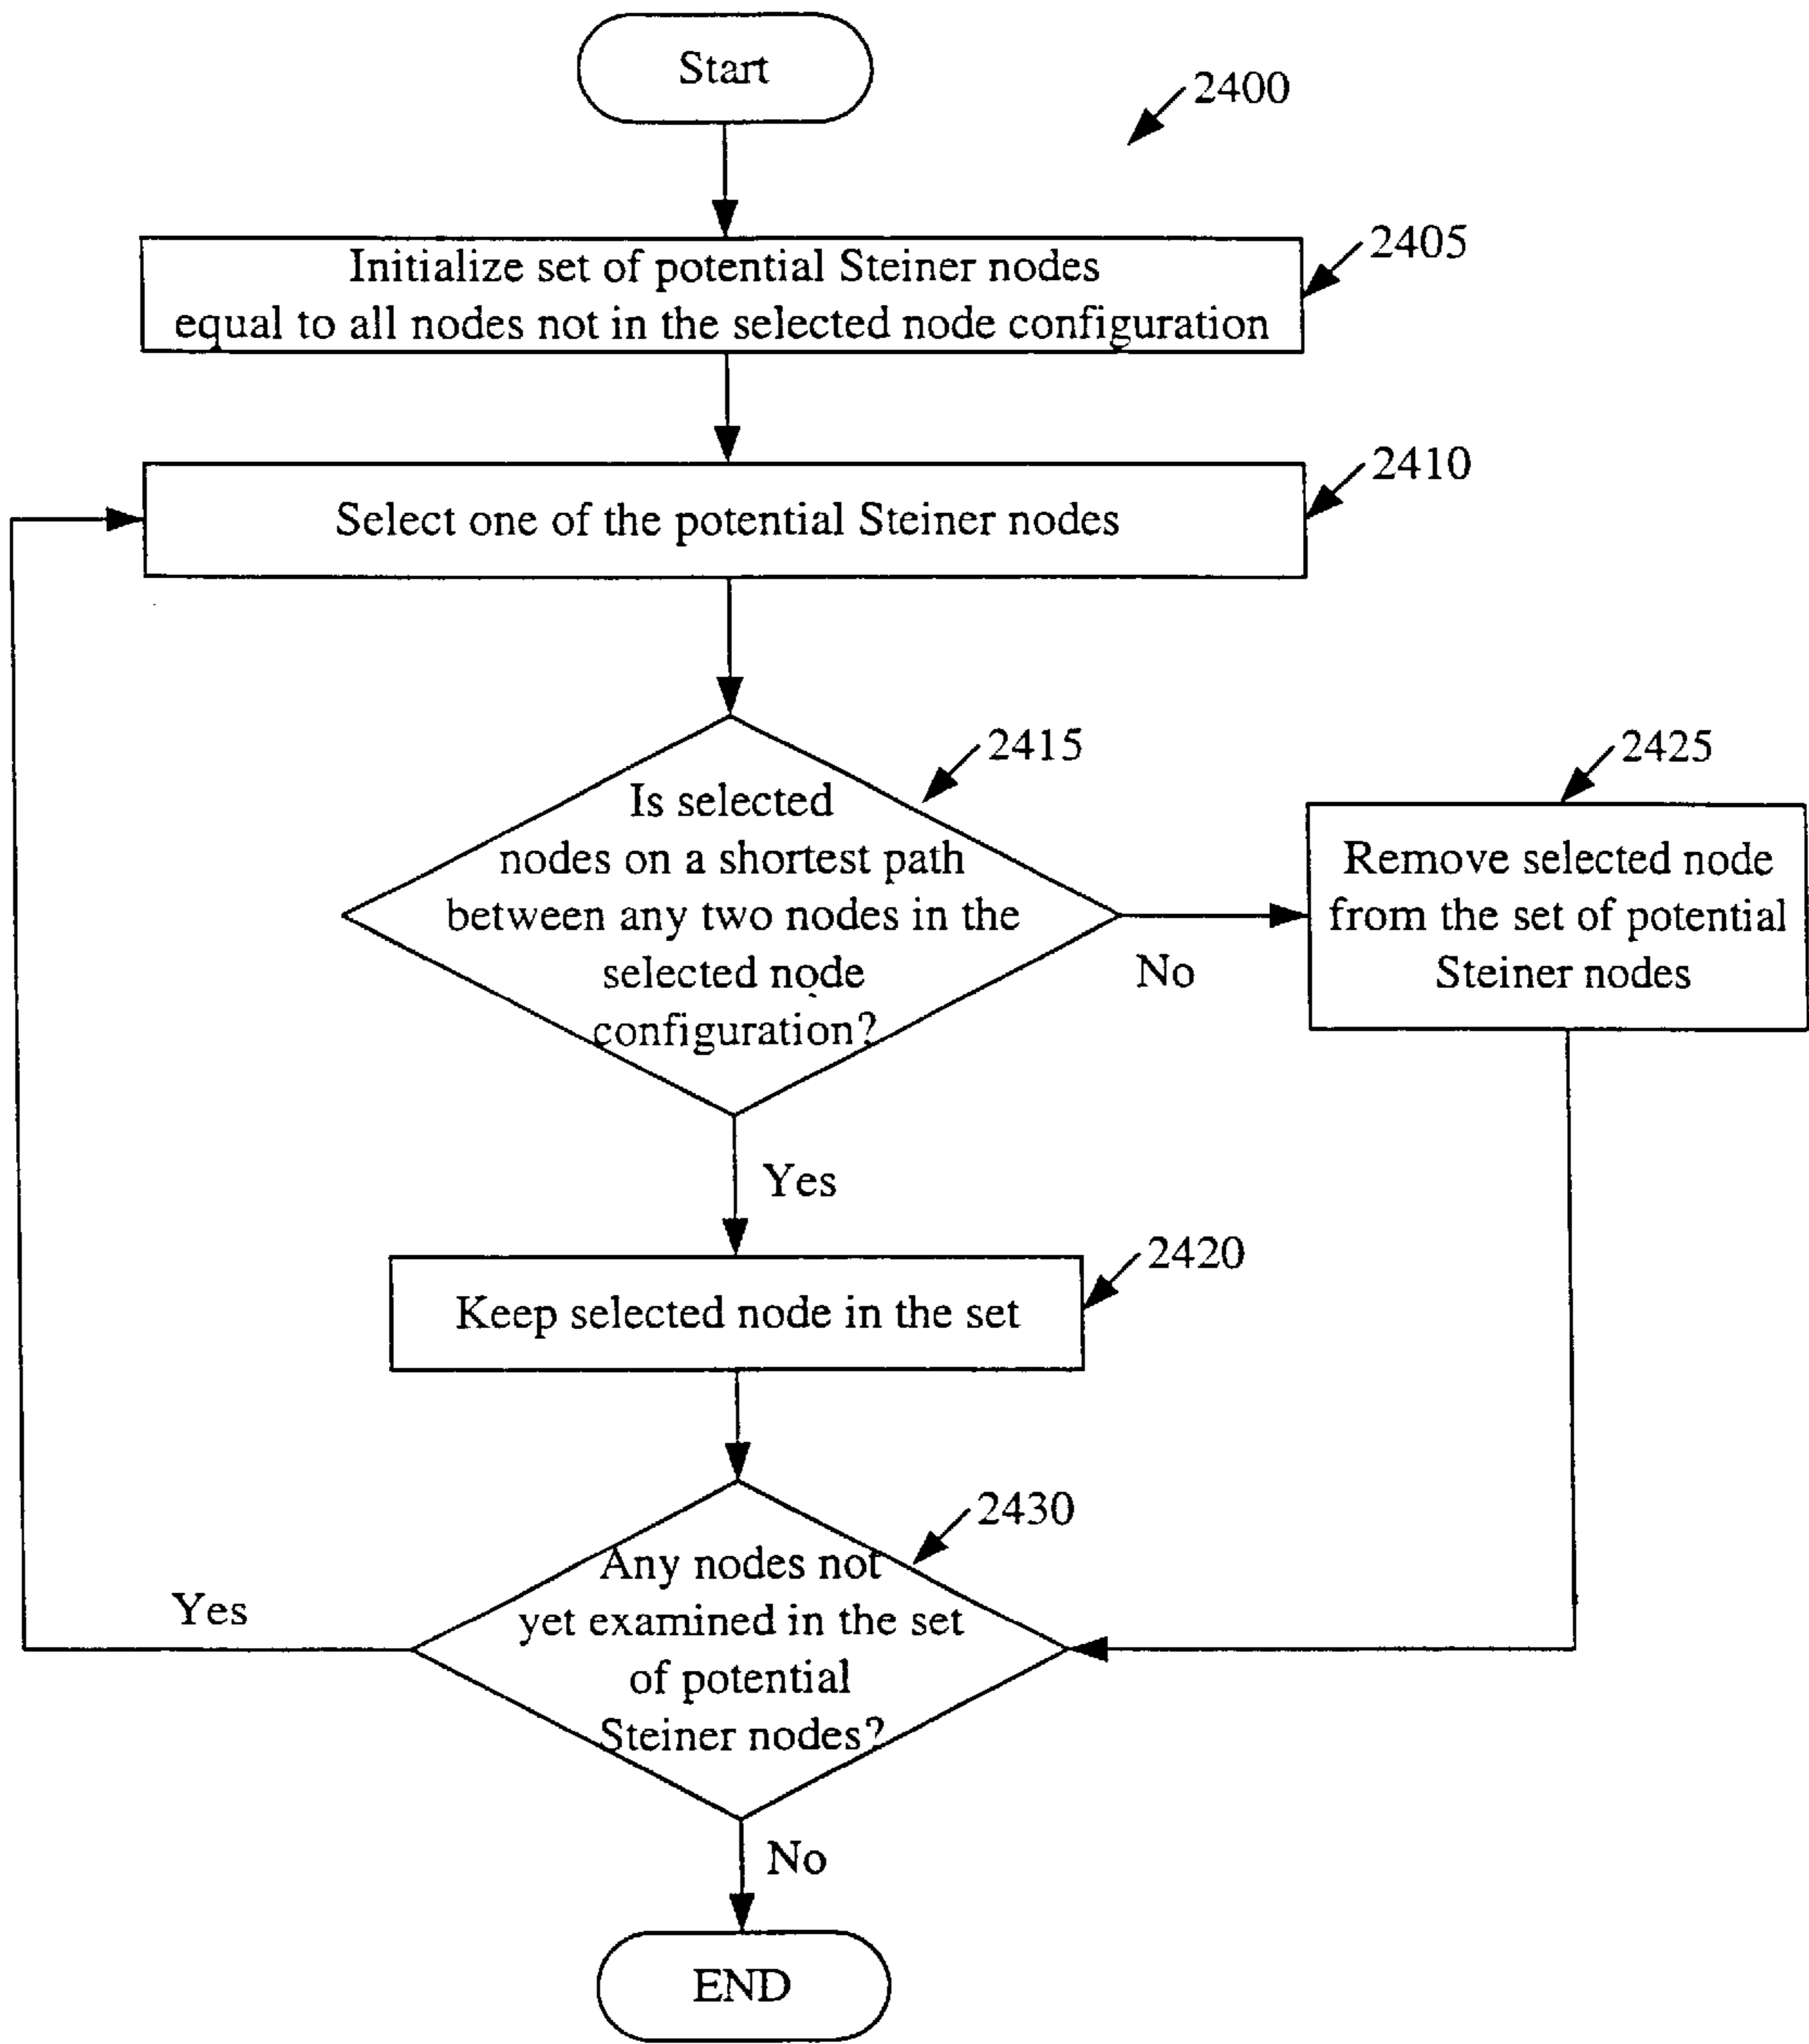 Start
2400
2405
Initialize set of potential Steiner nodes
equal to all nodes not in the selected node configuration
2410
Select one of the potential Steiner nodes
2415
Is selected
nodes on a shortest path
between any two nodes in the
selected node
configuration?
No
2425
Remove selected node
from the set of potential
Steiner nodes
Yes
2420
Keep selected node in the set
2430
Any nodes not
yet examined in the set
of potential
Steiner nodes?
Yes
No
END